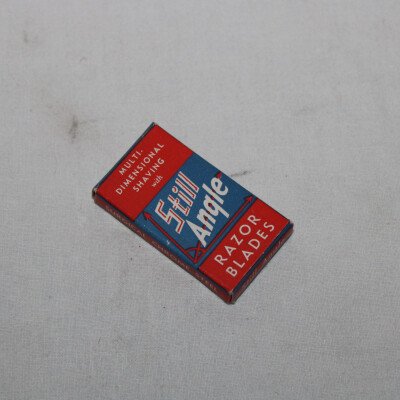 MULTI-
DIMENSIONAL
SHAVING
with
Still
Angle
RAZOR
BLADES